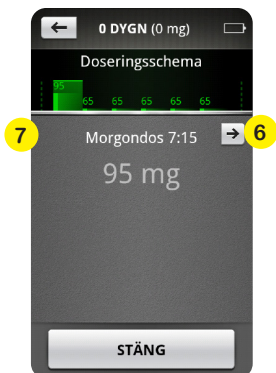 0 DYGN (0 mg)
Doseringsschema
95
65 65 65 65 65
7
Morgondos 7:15
6
95 mg
STÄNG